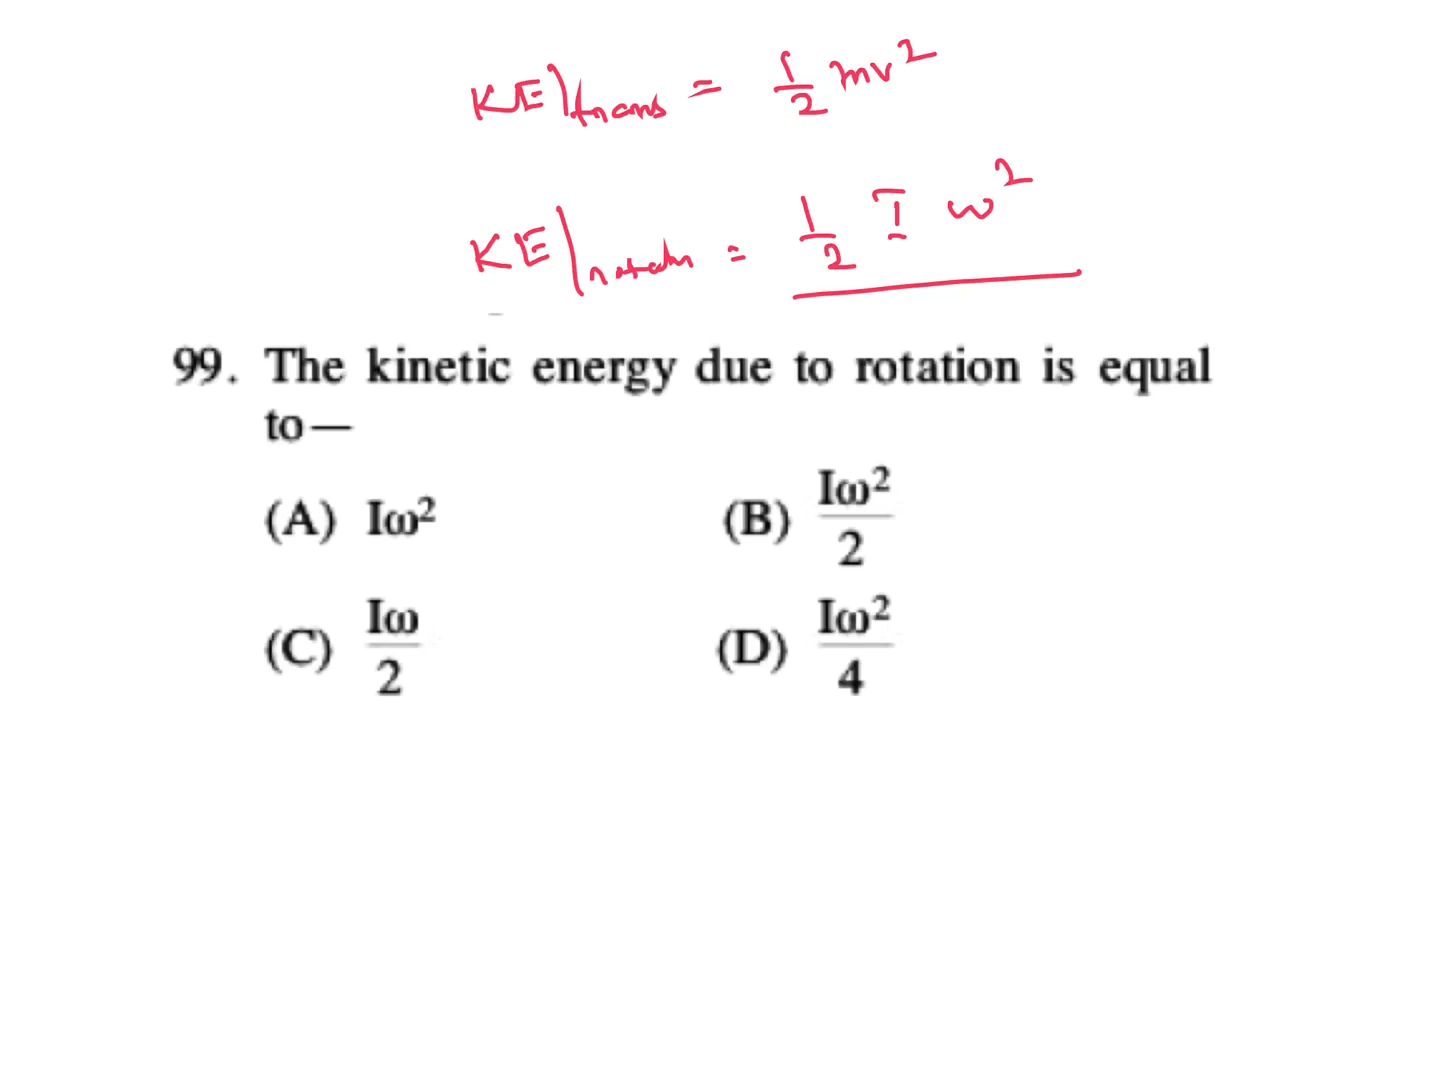 KE|trans = 1/2 mv²
KE|rotatn = 1/2 I ω²
99. The kinetic energy due to rotation is equal
to—
(A) Iω² (B) Iω²/2
(C) Iω/2 (D) Iω²/4